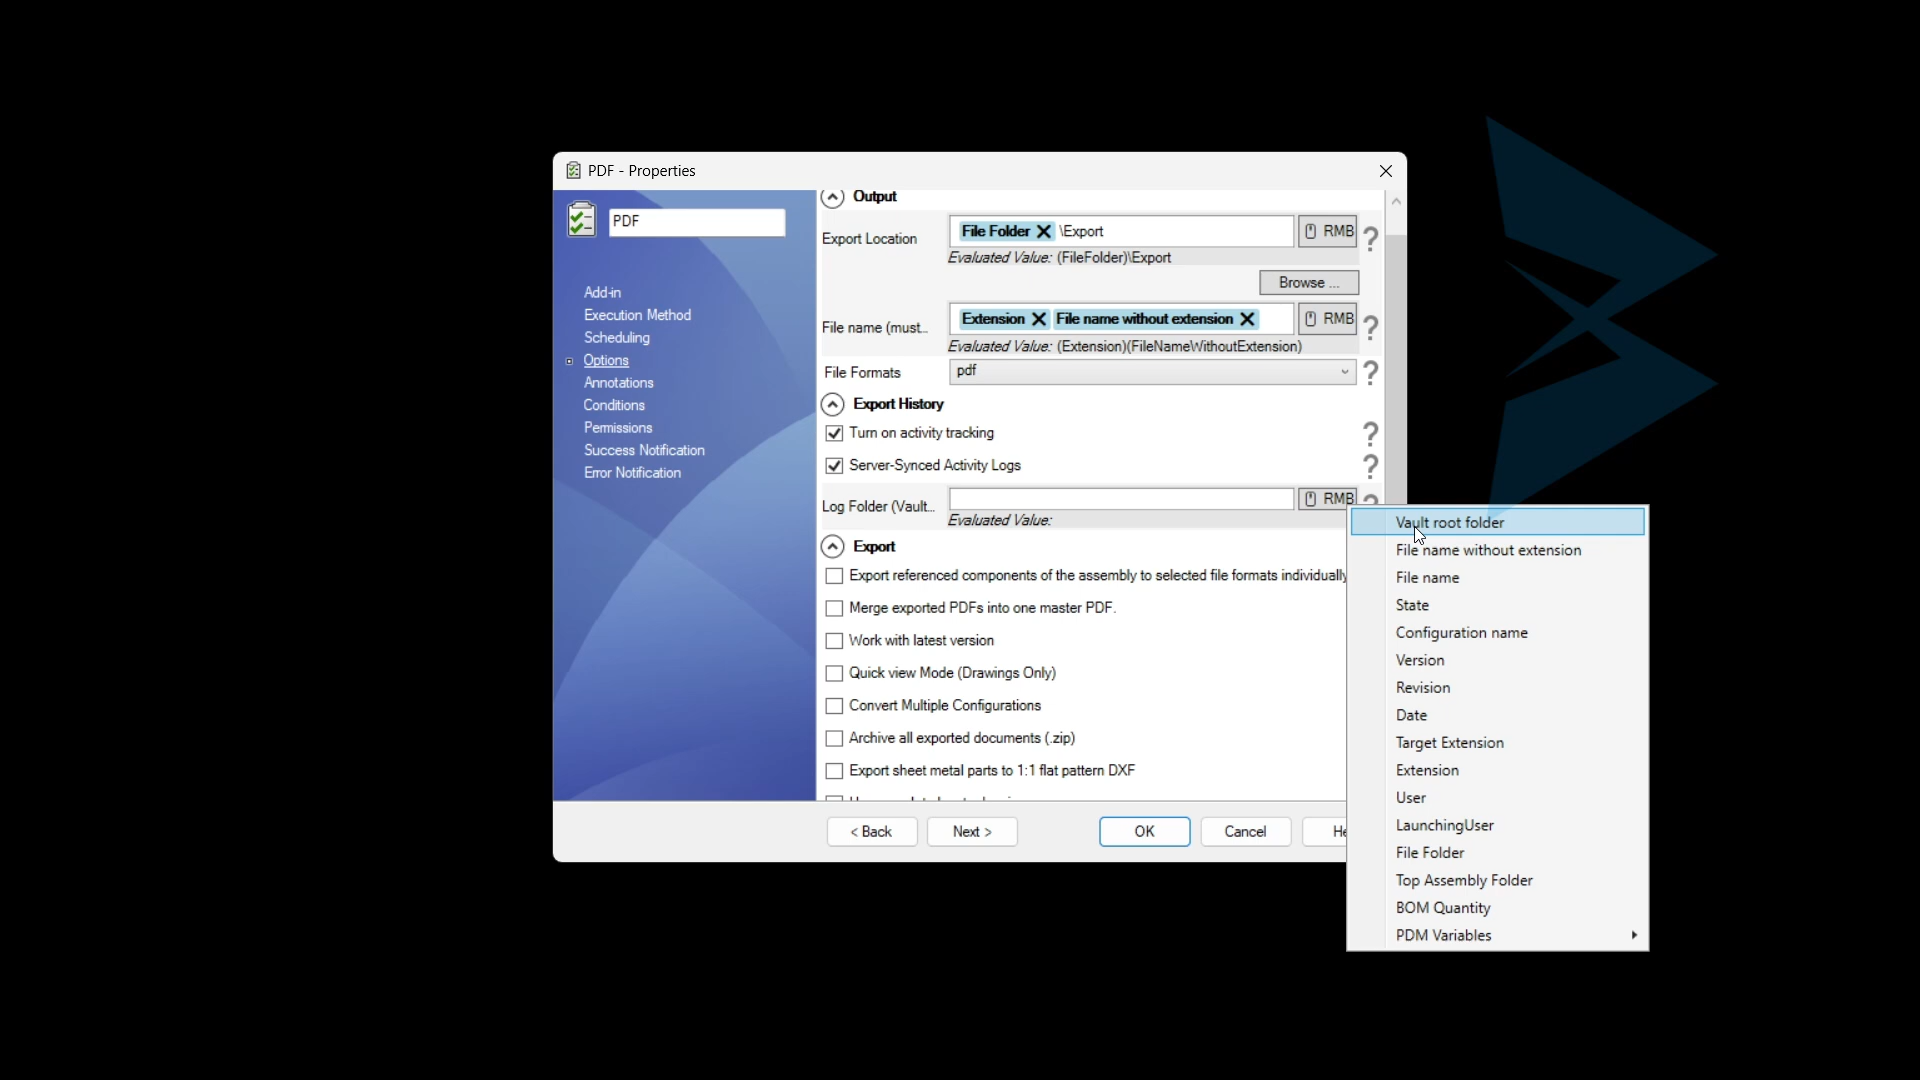 PDF - Properties
PDF
Add-in
Execution Method
Scheduling
Options
Annotations
Conditions
Permissions
Success Notification
Error Notification
Output
Export Location
File Folder \Export
RMB
?
Evaluated Value: (FileFolder)\Export
Browse ...
File name (must...
Extension File name without extension
RMB
?
Evaluated Value: (Extension)(FileNameWithoutExtension)
File Formats
pdf
?
Export History
Turn on activity tracking
?
Server-Synced Activity Logs
?
Log Folder (Vault...
RMB
Evaluated Value:
Export
Export referenced components of the assembly to selected file formats individually
Merge exported PDFs into one master PDF.
Work with latest version
Quick view Mode (Drawings Only)
Convert Multiple Configurations
Archive all exported documents (.zip)
Export sheet metal parts to 1:1 flat pattern DXF
< Back
Next >
OK
Cancel
He
Vault root folder
File name without extension
File name
State
Configuration name
Version
Revision
Date
Target Extension
Extension
User
LaunchingUser
File Folder
Top Assembly Folder
BOM Quantity
PDM Variables